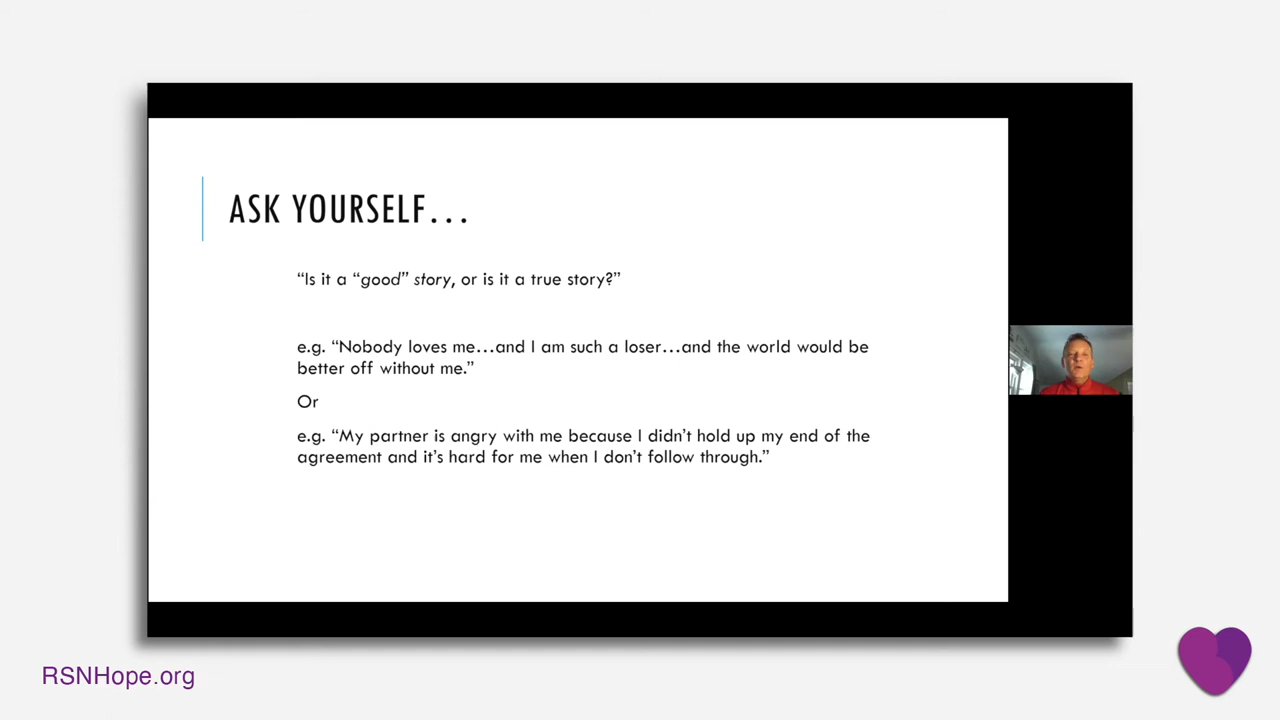 ASK YOURSELF...
“Is it a “good” story, or is it a true story?”
e.g. “Nobody loves me...and I am such a loser...and the world would be
better off without me.”
Or
e.g. “My partner is angry with me because I didn’t hold up my end of the
agreement and it’s hard for me when I don’t follow through.”
RSNHope.org